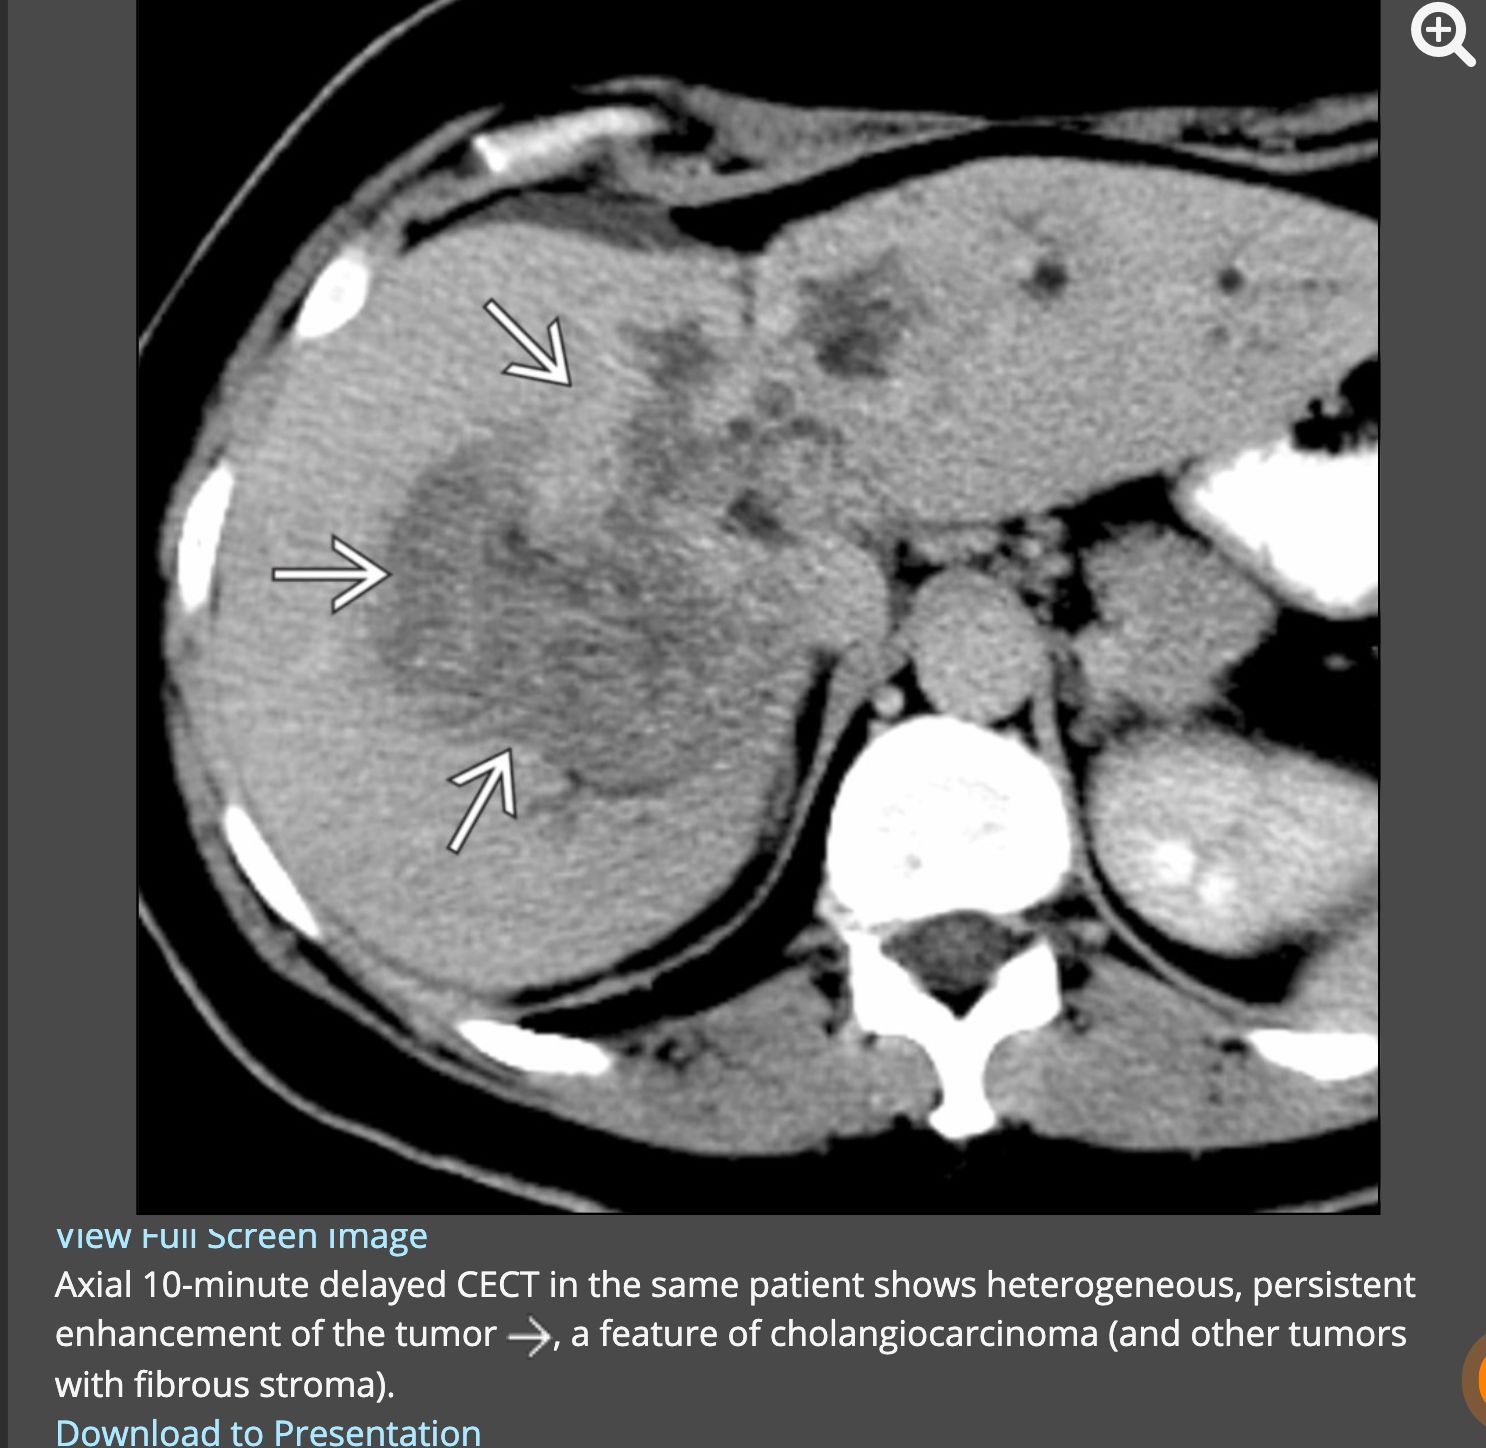 View Full Screen Image
Axial 10-minute delayed CECT in the same patient shows heterogeneous, persistent
enhancement of the tumor →, a feature of cholangiocarcinoma (and other tumors
with fibrous stroma).
Download to Presentation